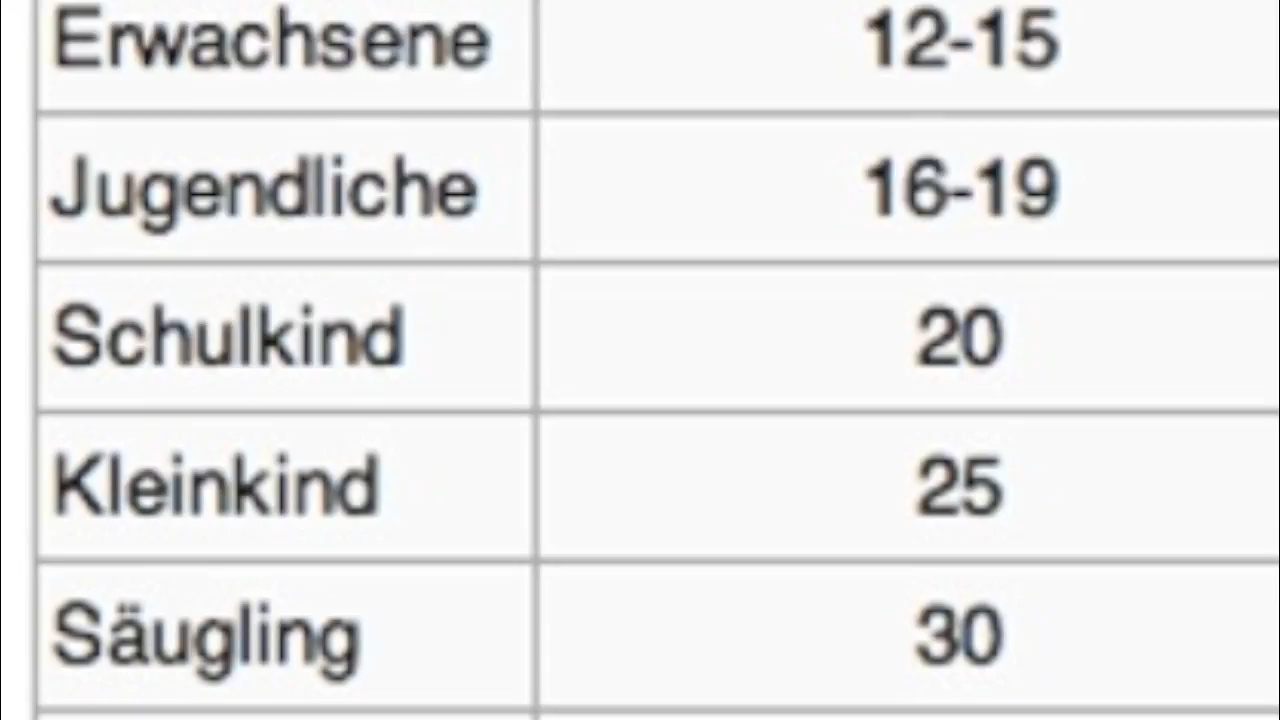 Erwachsene 12-15
Jugendliche 16-19
Schulkind 20
Kleinkind 25
Säugling 30